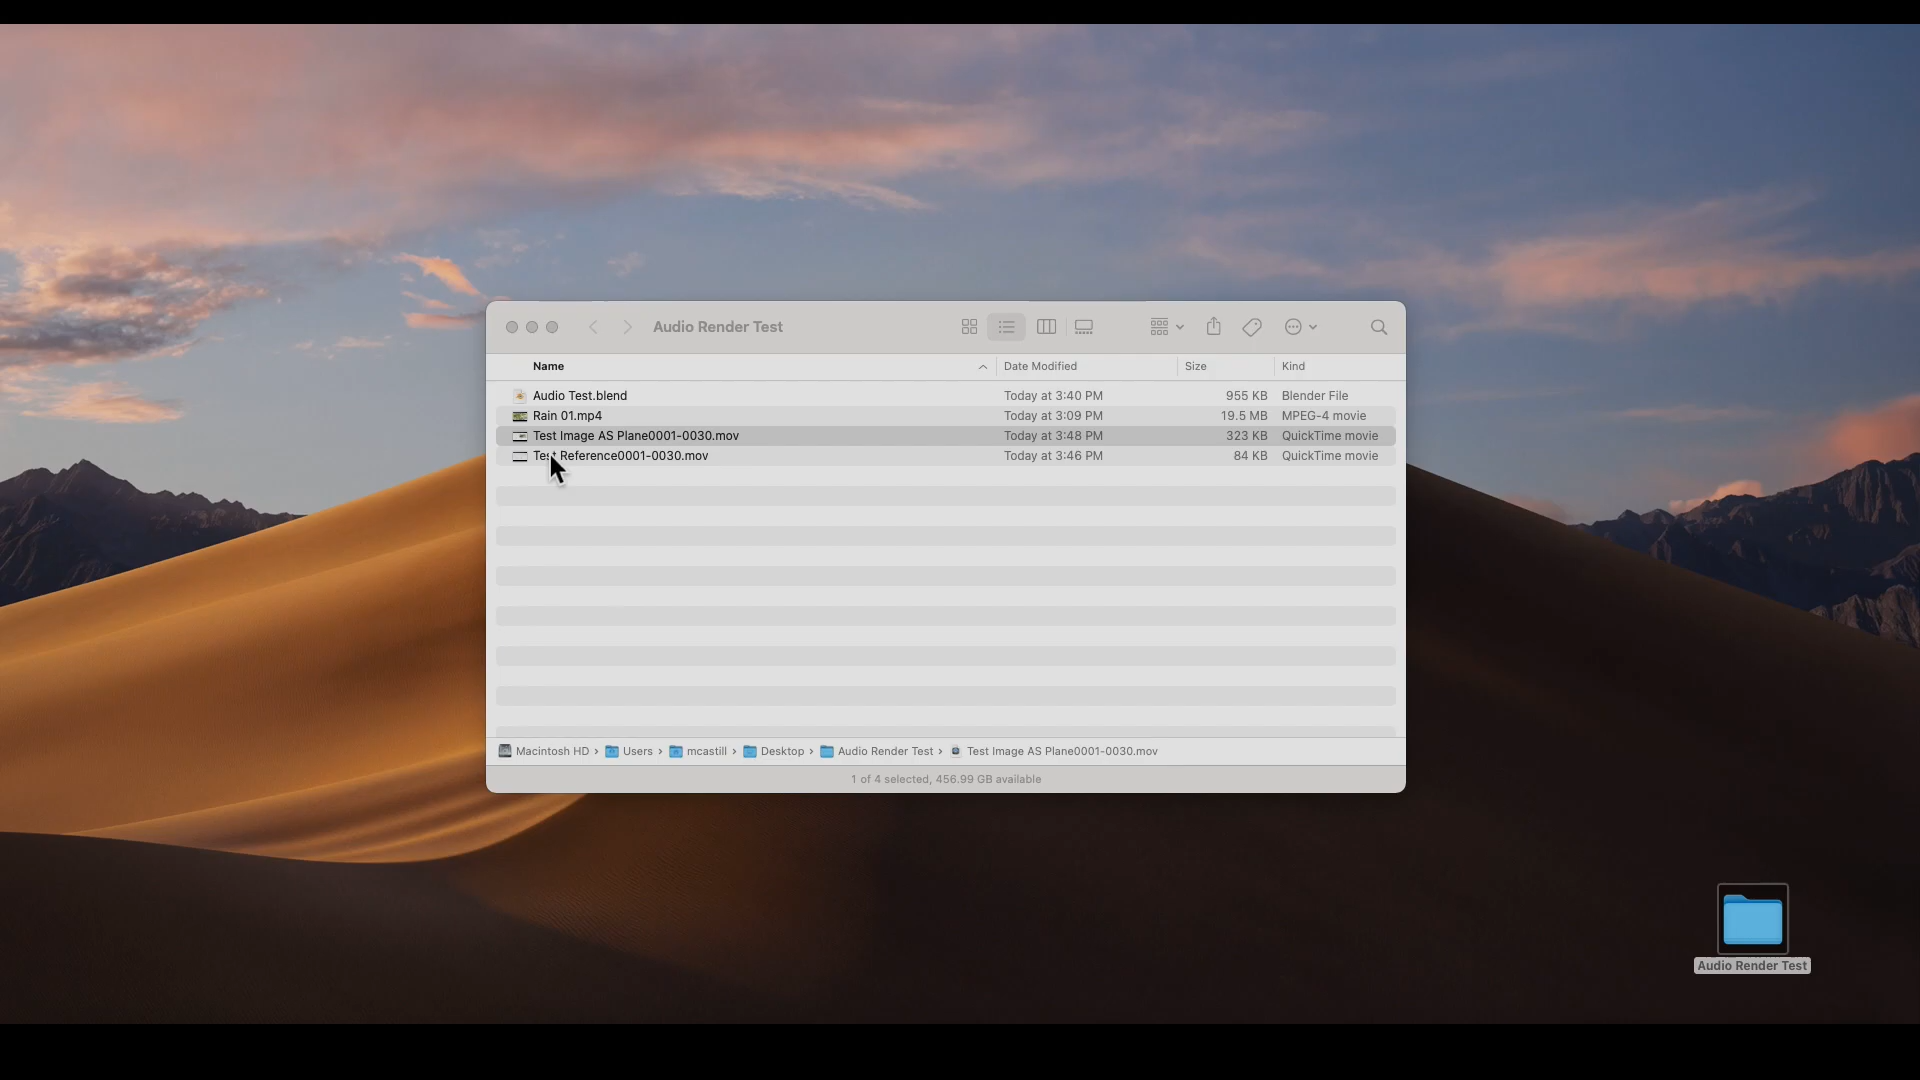 Audio Render Test
Name Date Modified Size Kind
Audio Test.blend Today at 3:40 PM 955 KB Blender File
Rain 01.mp4 Today at 3:09 PM 19.5 MB MPEG-4 movie
Test Image AS Plane0001-0030.mov Today at 3:48 PM 323 KB QuickTime movie
Test Reference0001-0030.mov Today at 3:46 PM 84 KB QuickTime movie
Macintosh HD › Users › mcastill › Desktop › Audio Render Test › Test Image AS Plane0001-0030.mov
1 of 4 selected, 456.99 GB available
Audio Render Test